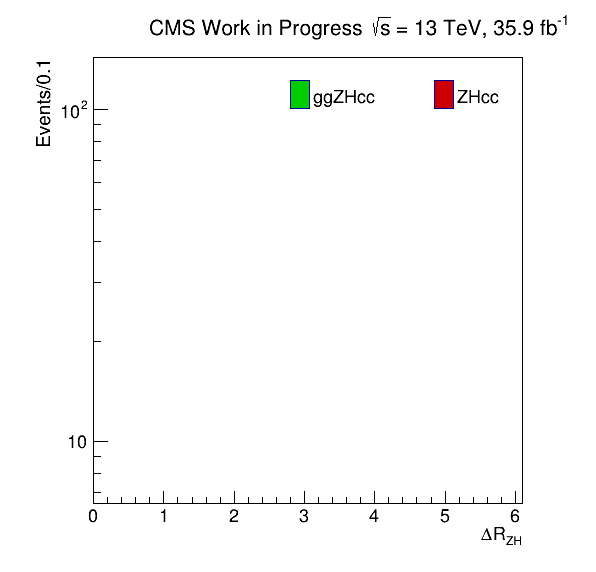 CMS Work in Progress √s = 13 TeV, 35.9 fb⁻¹
Events/0.1
10²
10
ggZHcc
ZHcc
0 1 2 3 4 5 6
ΔR_ZH